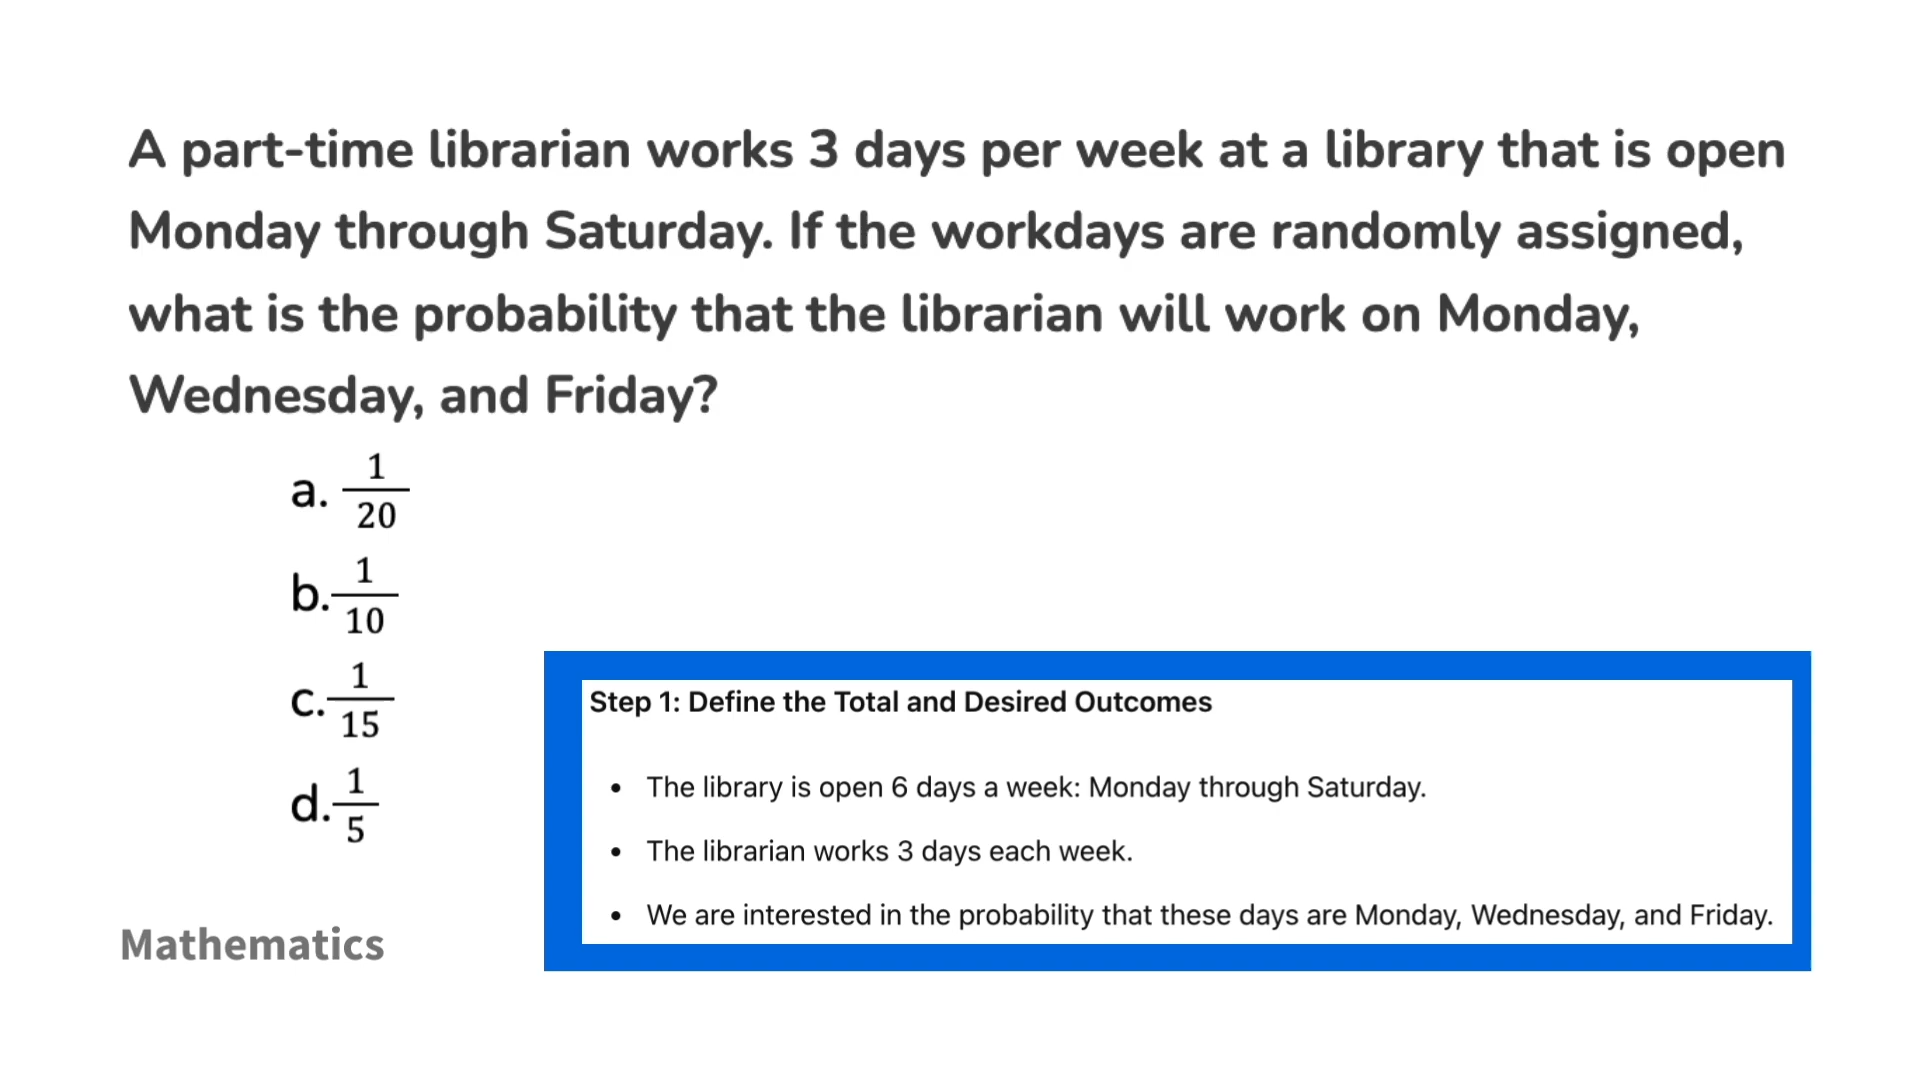 A part-time librarian works 3 days per week at a library that is open
Monday through Saturday. If the workdays are randomly assigned,
what is the probability that the librarian will work on Monday,
Wednesday, and Friday?
a. 1/20
b. 1/10
c. 1/15
d. 1/5
Step 1: Define the Total and Desired Outcomes
• The library is open 6 days a week: Monday through Saturday.
• The librarian works 3 days each week.
• We are interested in the probability that these days are Monday, Wednesday, and Friday.
Mathematics